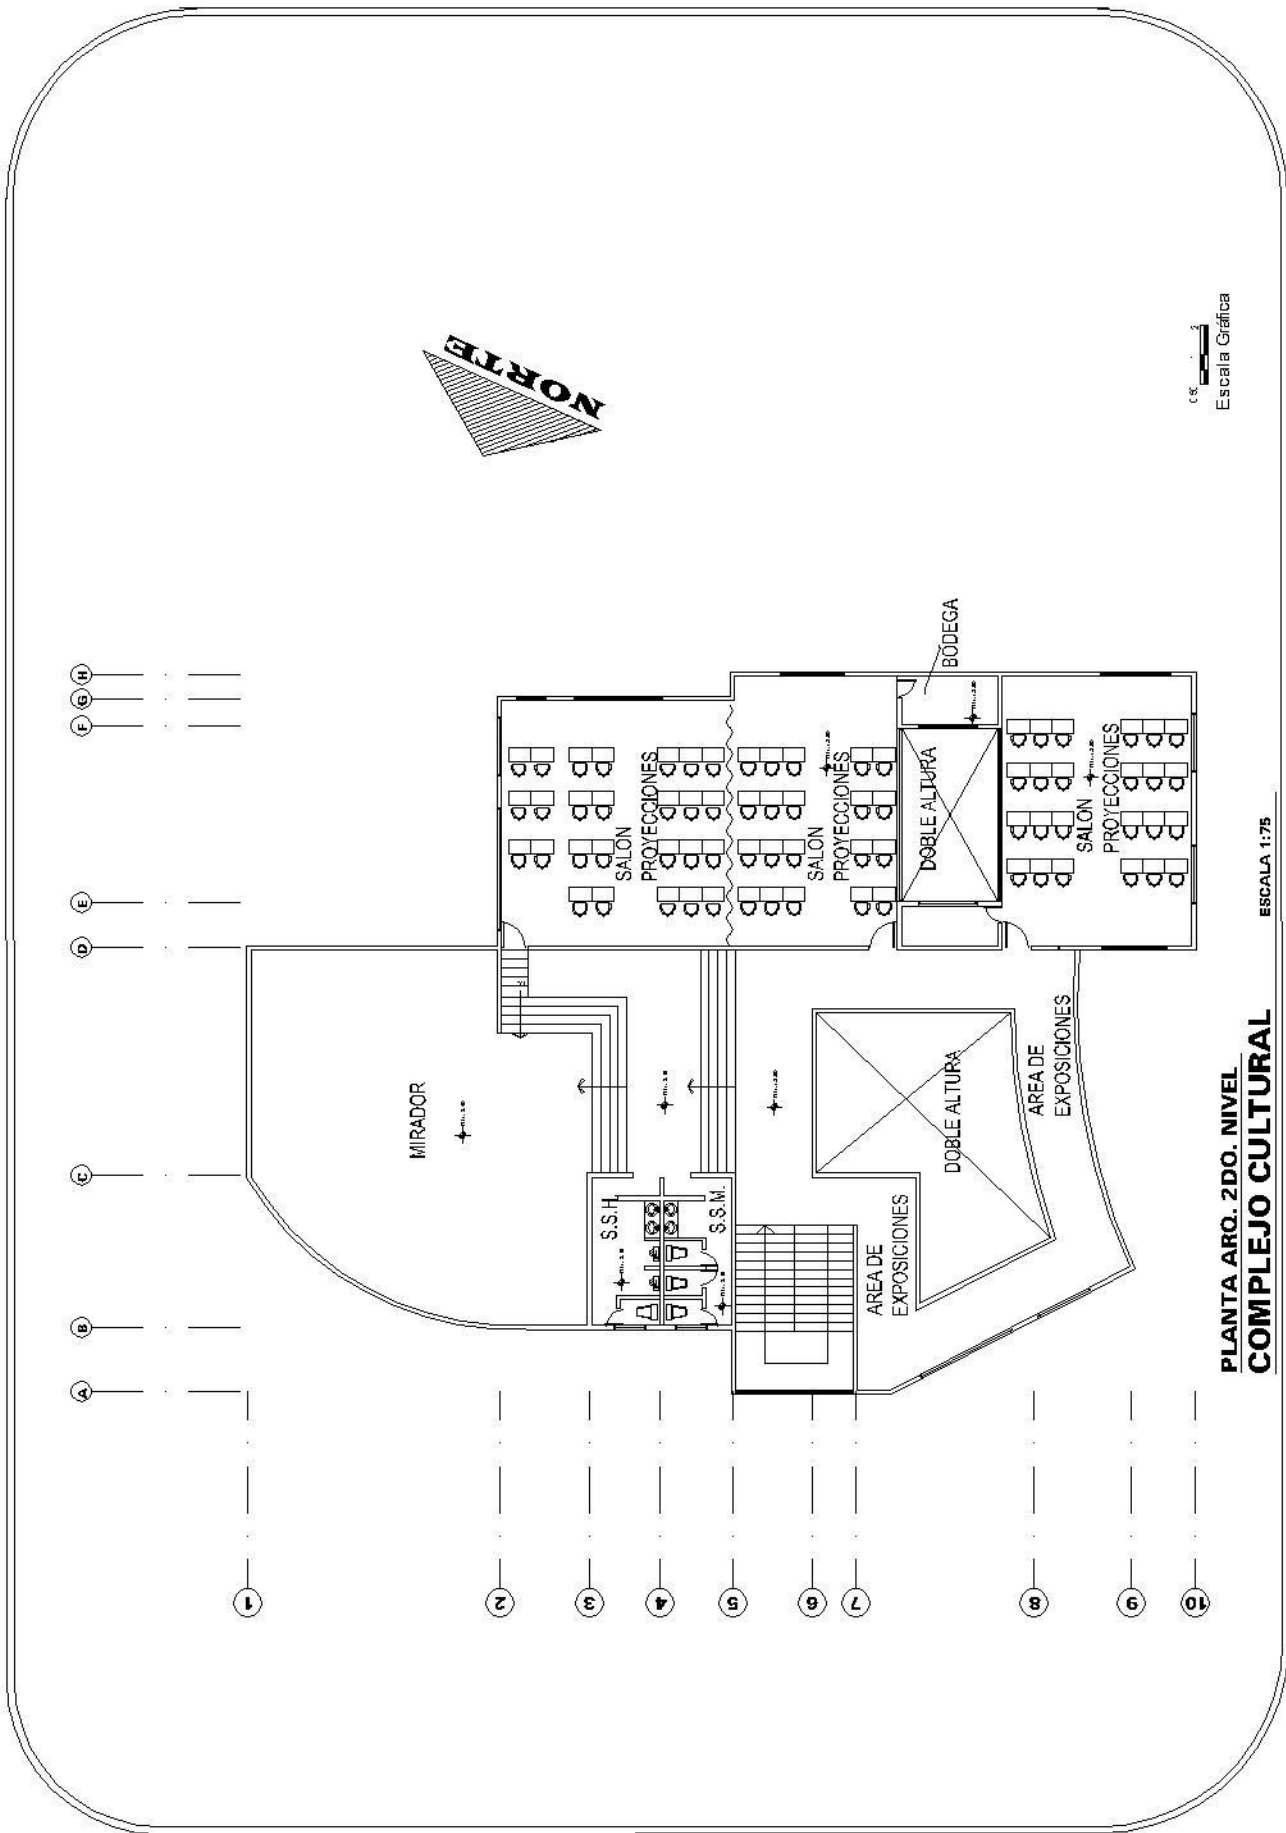 PLANTA ARQ. 2DO. NIVEL
COMPLEJO CULTURAL
ESCALA 1:75
Escala Gráfica
NORTE
MIRADOR
S.S.H.
S.S.M.
AREA DE
EXPOSICIONES
DOBLE ALTURA
AREA DE
EXPOSICIONES
SALON
PROYECCIONES
SALON
PROYECCIONES
DOBLE ALTURA
BODEGA
SALON
PROYECCIONES
A
B
C
D
E
F
G
H
1
2
3
4
5
6
7
8
9
10